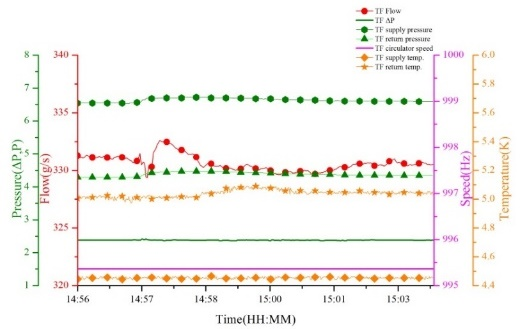 TF Flow
TF ΔP
TF supply pressure
TF return pressure
TF circulator speed
TF supply temp.
TF return temp.
8
7
6
5
4
3
2
1
Pressure(ΔP,P)
340
335
330
325
320
Flow(g/s)
1000
999
998
997
996
995
Speed(Hz)
6.0
5.8
5.6
5.4
5.2
5.0
4.8
4.6
4.4
Temperature(K)
14:56 14:57 14:58 15:00 15:01 15:03
Time(HH:MM)